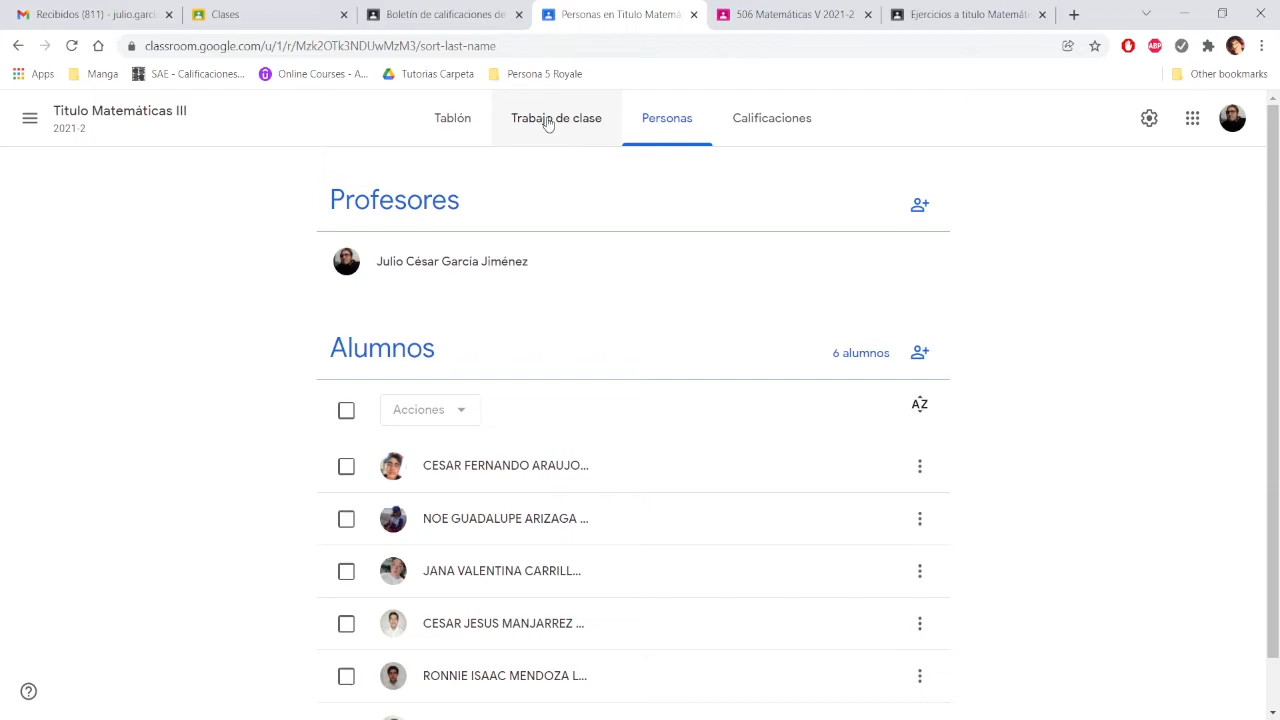 Recibidos (116) - julio.garci
Clases
Boletín de calificaciones de
Personas en Titulo Matemá
506 Matemáticas V 2021-2
Ejercicios a título Matemátic
classroom.google.com/u/1/r/Mzk2OTk3NDUwMzM3/sort-last-name
Apps
Manga
SAE - Calificaciones...
Online Courses - A...
Tutorias Carpeta
Persona 5 Royale
Other bookmarks
Titulo Matemáticas III
2021-2
Tablón
Trabajo de clase
Personas
Calificaciones
Profesores
Julio César García Jiménez
Alumnos
6 alumnos
Acciones
AZ
CESAR FERNANDO ARAUJO...
NOE GUADALUPE ARIZAGA ...
JANA VALENTINA CARRILL...
CESAR JESUS MANJARREZ ...
RONNIE ISAAC MENDOZA L...